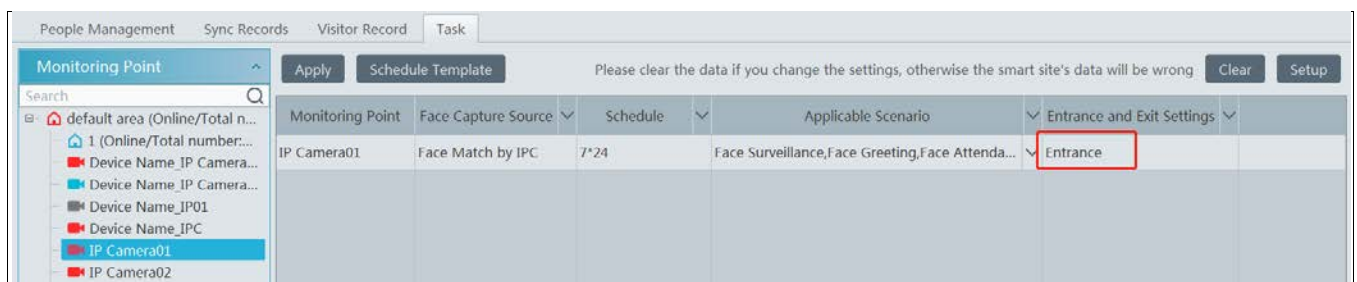 People Management Sync Records Visitor Record Task
Monitoring Point
Apply Schedule Template Please clear the data if you change the settings, otherwise the smart site's data will be wrong Clear Setup
Search
default area (Online/Total n...
Monitoring Point Face Capture Source Schedule Applicable Scenario Entrance and Exit Settings
1 (Online/Total number:...
IP Camera01 Face Match by IPC 7*24 Face Surveillance,Face Greeting,Face Attenda... Entrance
Device Name_IP Camera...
Device Name_IP Camera...
Device Name_IP01
Device Name_IPC
IP Camera01
IP Camera02